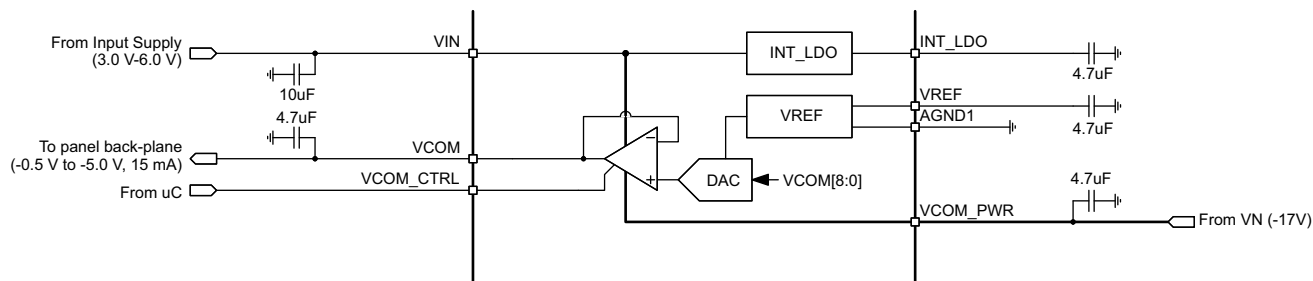 From Input Supply
(3.0 V-6.0 V)
VIN
10uF
INT_LDO
INT_LDO
4.7uF
4.7uF
VREF
VREF
AGND1
4.7uF
To panel back-plane
(-0.5 V to -5.0 V, 15 mA)
VCOM
−
+
DAC
VCOM[8:0]
From uC
VCOM_CTRL
4.7uF
VCOM_PWR
From VN (-17V)